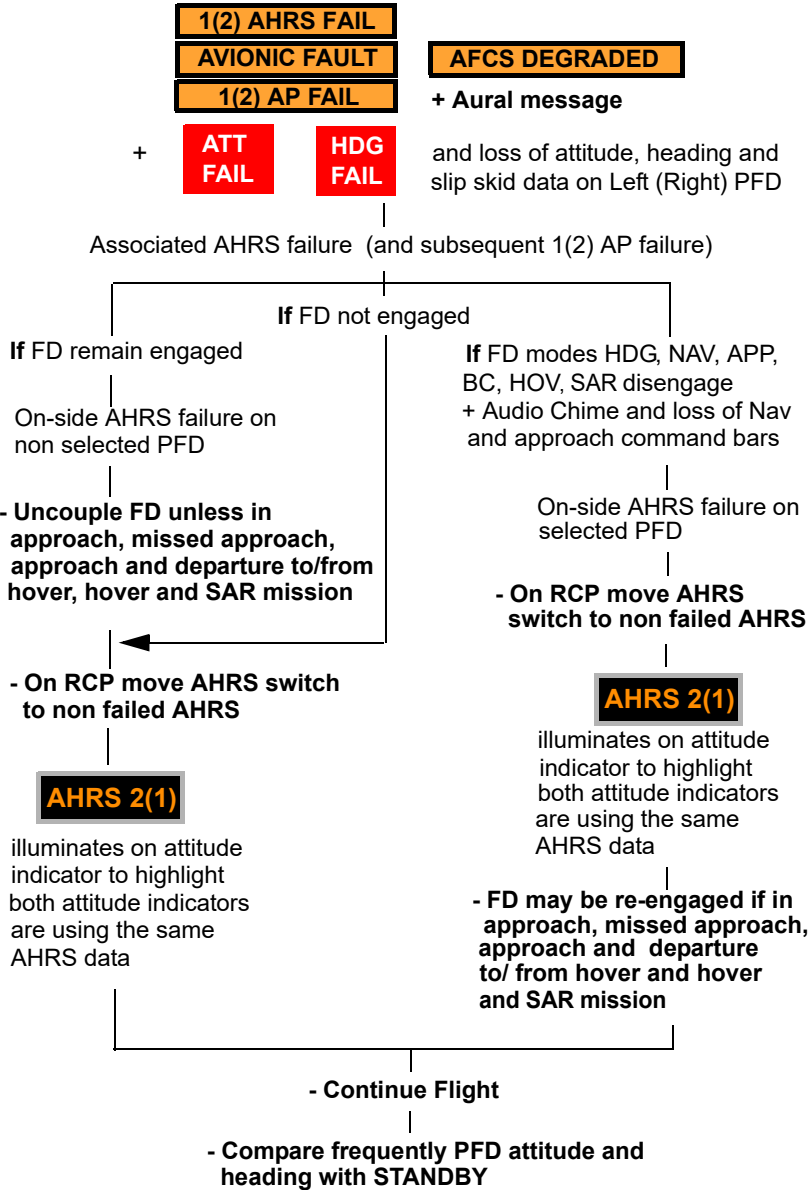 1(2) AHRS FAIL
AVIONIC FAULT
AFCS DEGRADED
1(2) AP FAIL
+ Aural message
+
ATT
FAIL
HDG
FAIL
and loss of attitude, heading and
slip skid data on Left (Right) PFD
Associated AHRS failure (and subsequent 1(2) AP failure)
If FD remain engaged
On-side AHRS failure on
non selected PFD
- Uncouple FD unless in
approach, missed approach,
approach and departure to/from
hover, hover and SAR mission
If FD not engaged
- On RCP move AHRS switch
to non failed AHRS
AHRS 2(1)
illuminates on attitude
indicator to highlight
both attitude indicators
are using the same
AHRS data
If FD modes HDG, NAV, APP,
BC, HOV, SAR disengage
+ Audio Chime and loss of Nav
and approach command bars
On-side AHRS failure on
selected PFD
- On RCP move AHRS
switch to non failed AHRS
AHRS 2(1)
illuminates on attitude
indicator to highlight
both attitude indicators
are using the same
AHRS data
- FD may be re-engaged if in
approach, missed approach,
approach and departure
to/ from hover and hover
and SAR mission
- Continue Flight
- Compare frequently PFD attitude and
heading with STANDBY